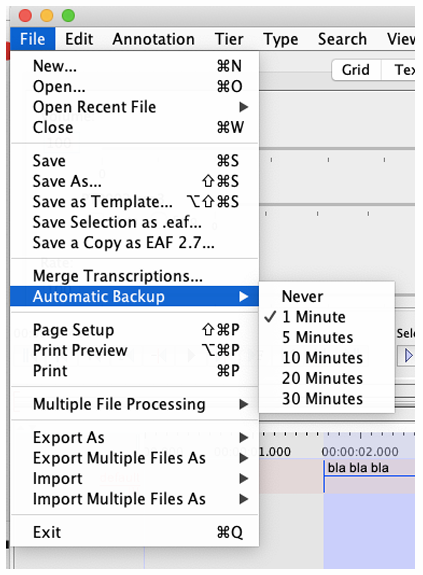 File Edit Annotation Tier Type Search View
New... ⌘N
Open... ⌘O
Open Recent File
Close ⌘W
Save ⌘S
Save As... ⇧⌘S
Save as Template... ⌥⇧⌘S
Save Selection as .eaf...
Save a Copy as EAF 2.7...
Merge Transcriptions...
Automatic Backup
Page Setup ⇧⌘P
Print Preview ⌥⌘P
Print ⌘P
Multiple File Processing
Export As
Export Multiple Files As
Import
Import Multiple Files As
Exit ⌘Q
Never
✓ 1 Minute
5 Minutes
10 Minutes
20 Minutes
30 Minutes
Grid
Tex
Selec
1.000 00:00:02.000
bla bla bla